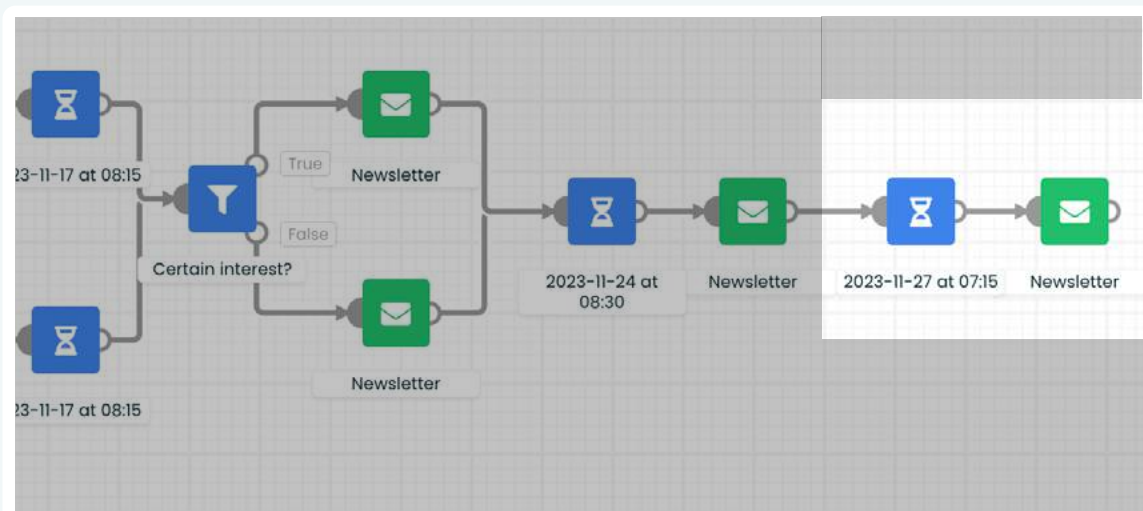 23-11-17 at 08:15
True
Newsletter
False
Certain interest?
2023-11-24 at
08:30
Newsletter
2023-11-27 at 07:15
Newsletter
Newsletter
23-11-17 at 08:15